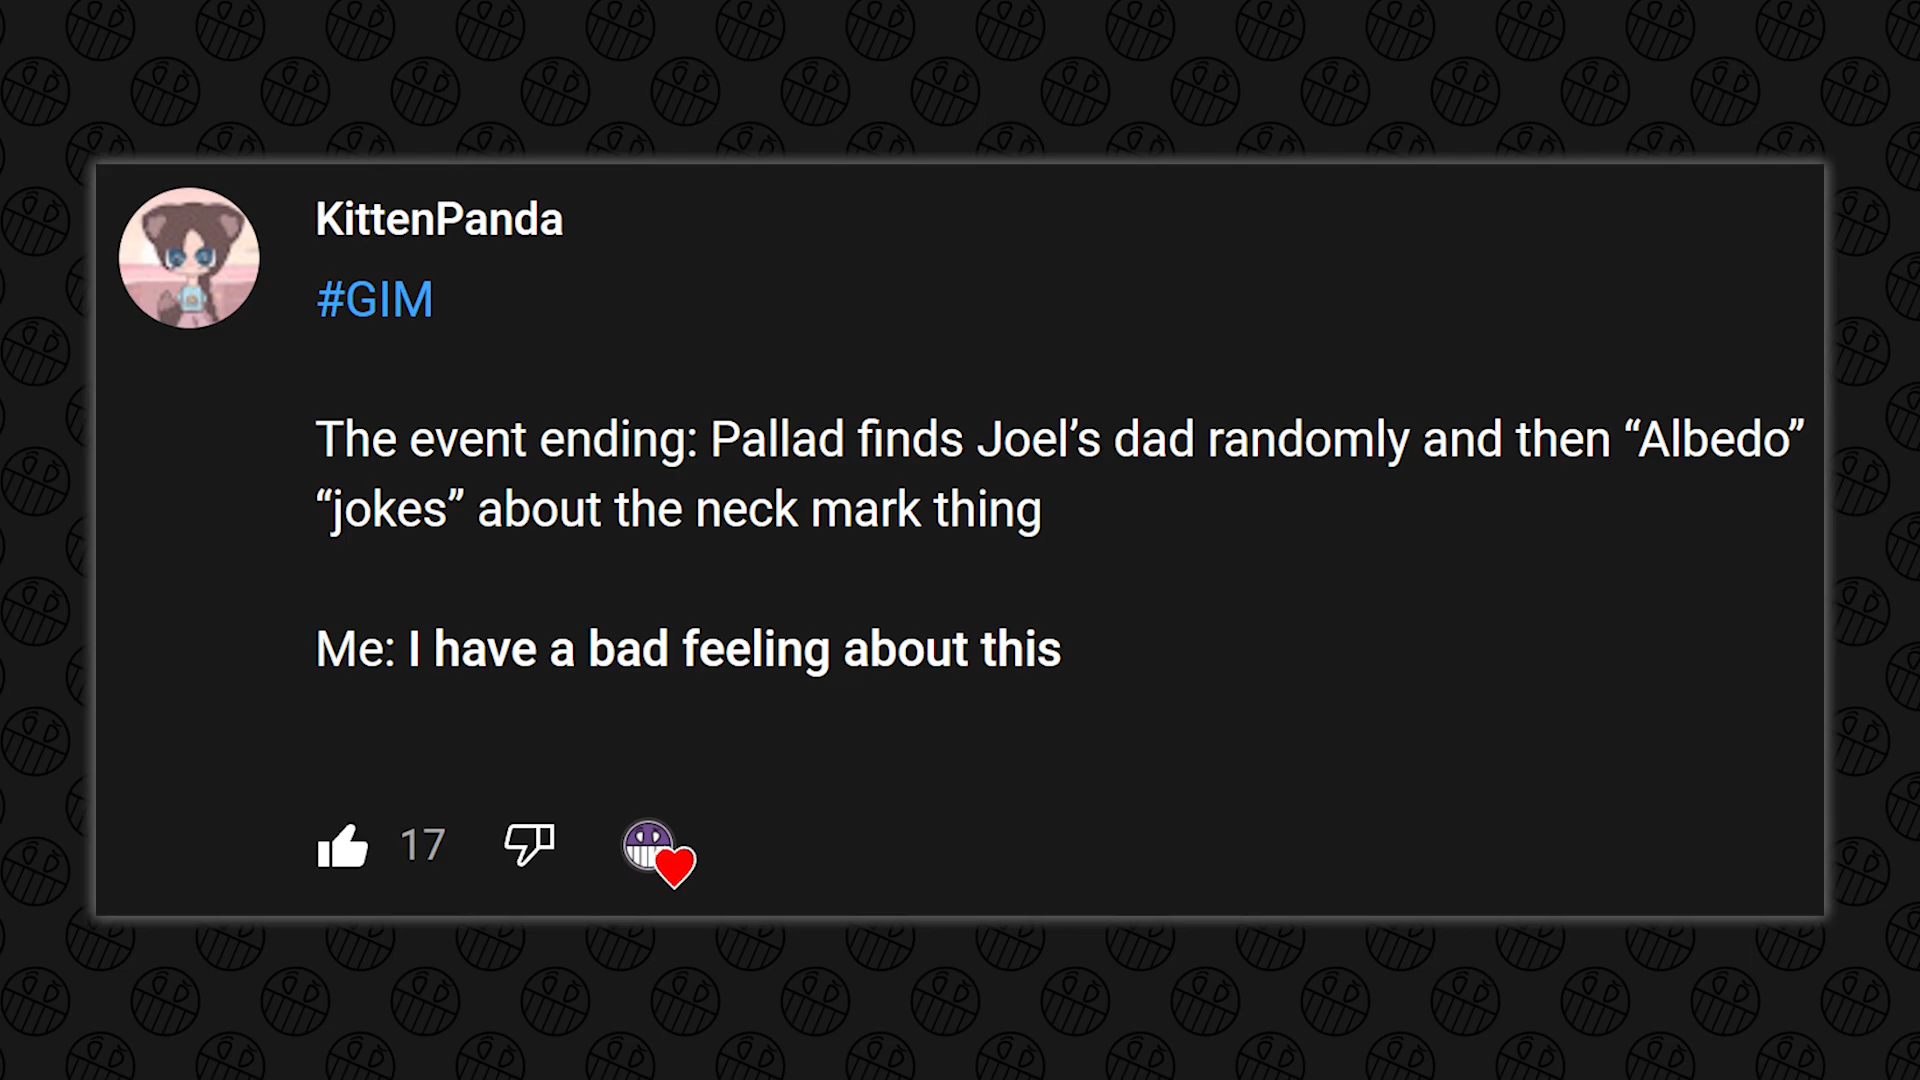 KittenPanda
#GIM
The event ending: Pallad finds Joel’s dad randomly and then “Albedo”
“jokes” about the neck mark thing
Me: I have a bad feeling about this
17